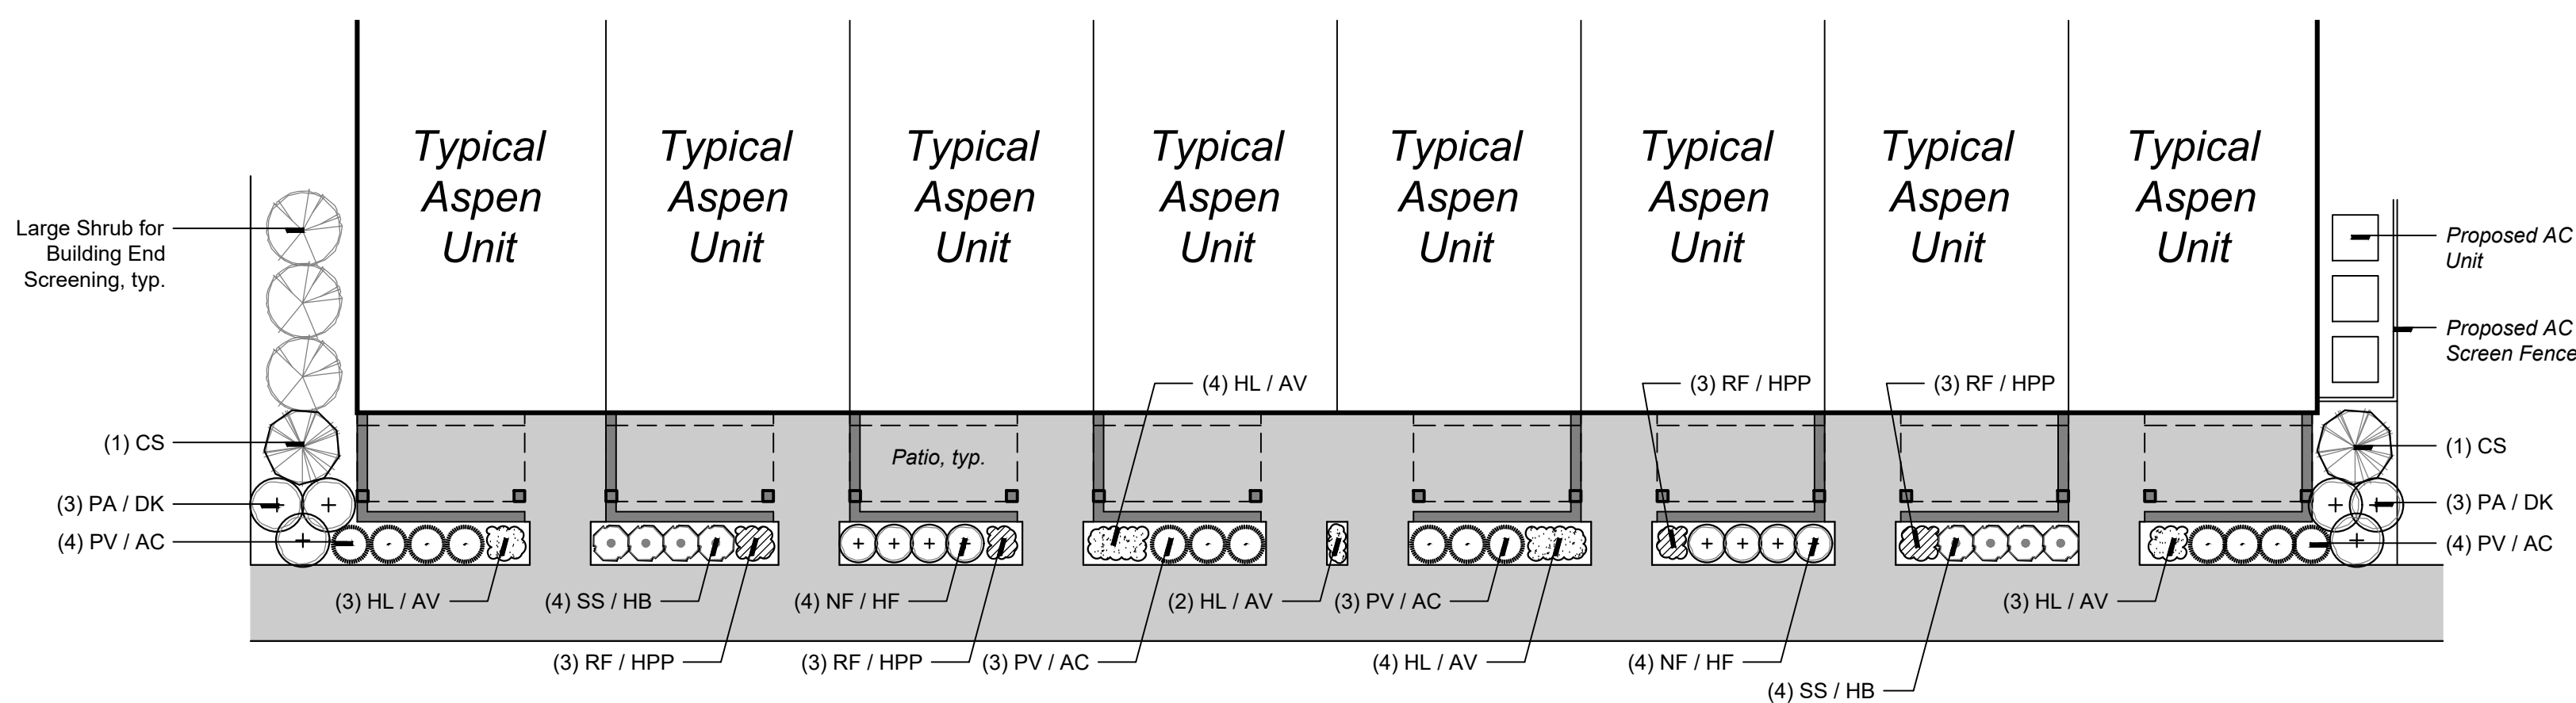 Typical
Aspen
Unit
Typical
Aspen
Unit
Typical
Aspen
Unit
Typical
Aspen
Unit
Typical
Aspen
Unit
Typical
Aspen
Unit
Typical
Aspen
Unit
Typical
Aspen
Unit
Large Shrub for
Building End
Screening, typ.
Proposed AC
Unit
Proposed AC
Screen Fence
(4) HL / AV
(3) RF / HPP
(3) RF / HPP
(1) CS
Patio, typ.
(1) CS
(3) PA / DK
(3) PA / DK
(4) PV / AC
(4) PV / AC
(3) HL / AV
(4) SS / HB
(4) NF / HF
(2) HL / AV
(3) PV / AC
(3) HL / AV
(3) RF / HPP
(3) RF / HPP
(3) PV / AC
(4) HL / AV
(4) NF / HF
(4) SS / HB